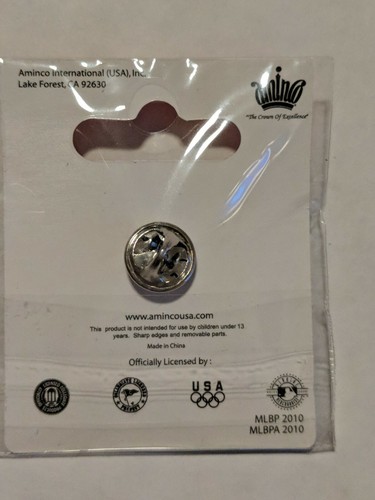 Aminco International (USA), Inc.
Lake Forest, CA 92630
aminco
"The Crown Of Excellence"
www.amincousa.com
This product is not intended for use by children under 13
years. Sharp edges and removable parts.
Made in China
Officially Licensed by :
USA
MLBP 2010
MLBPA 2010